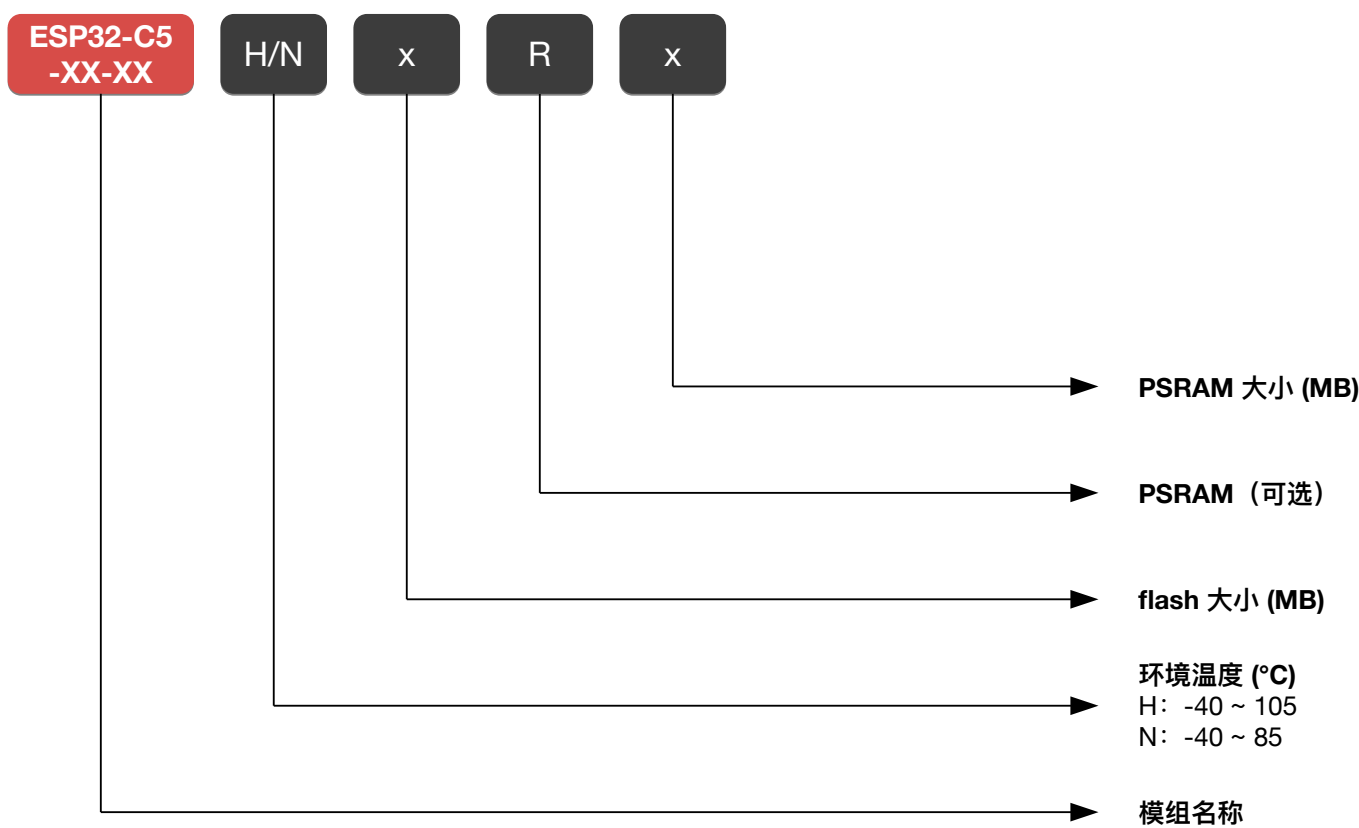 ESP32-C5
-XX-XX
H/N
x
R
x
PSRAM 大小 (MB)
PSRAM（可选）
flash 大小 (MB)
环境温度 (°C)
H：-40 ~ 105
N：-40 ~ 85
模组名称